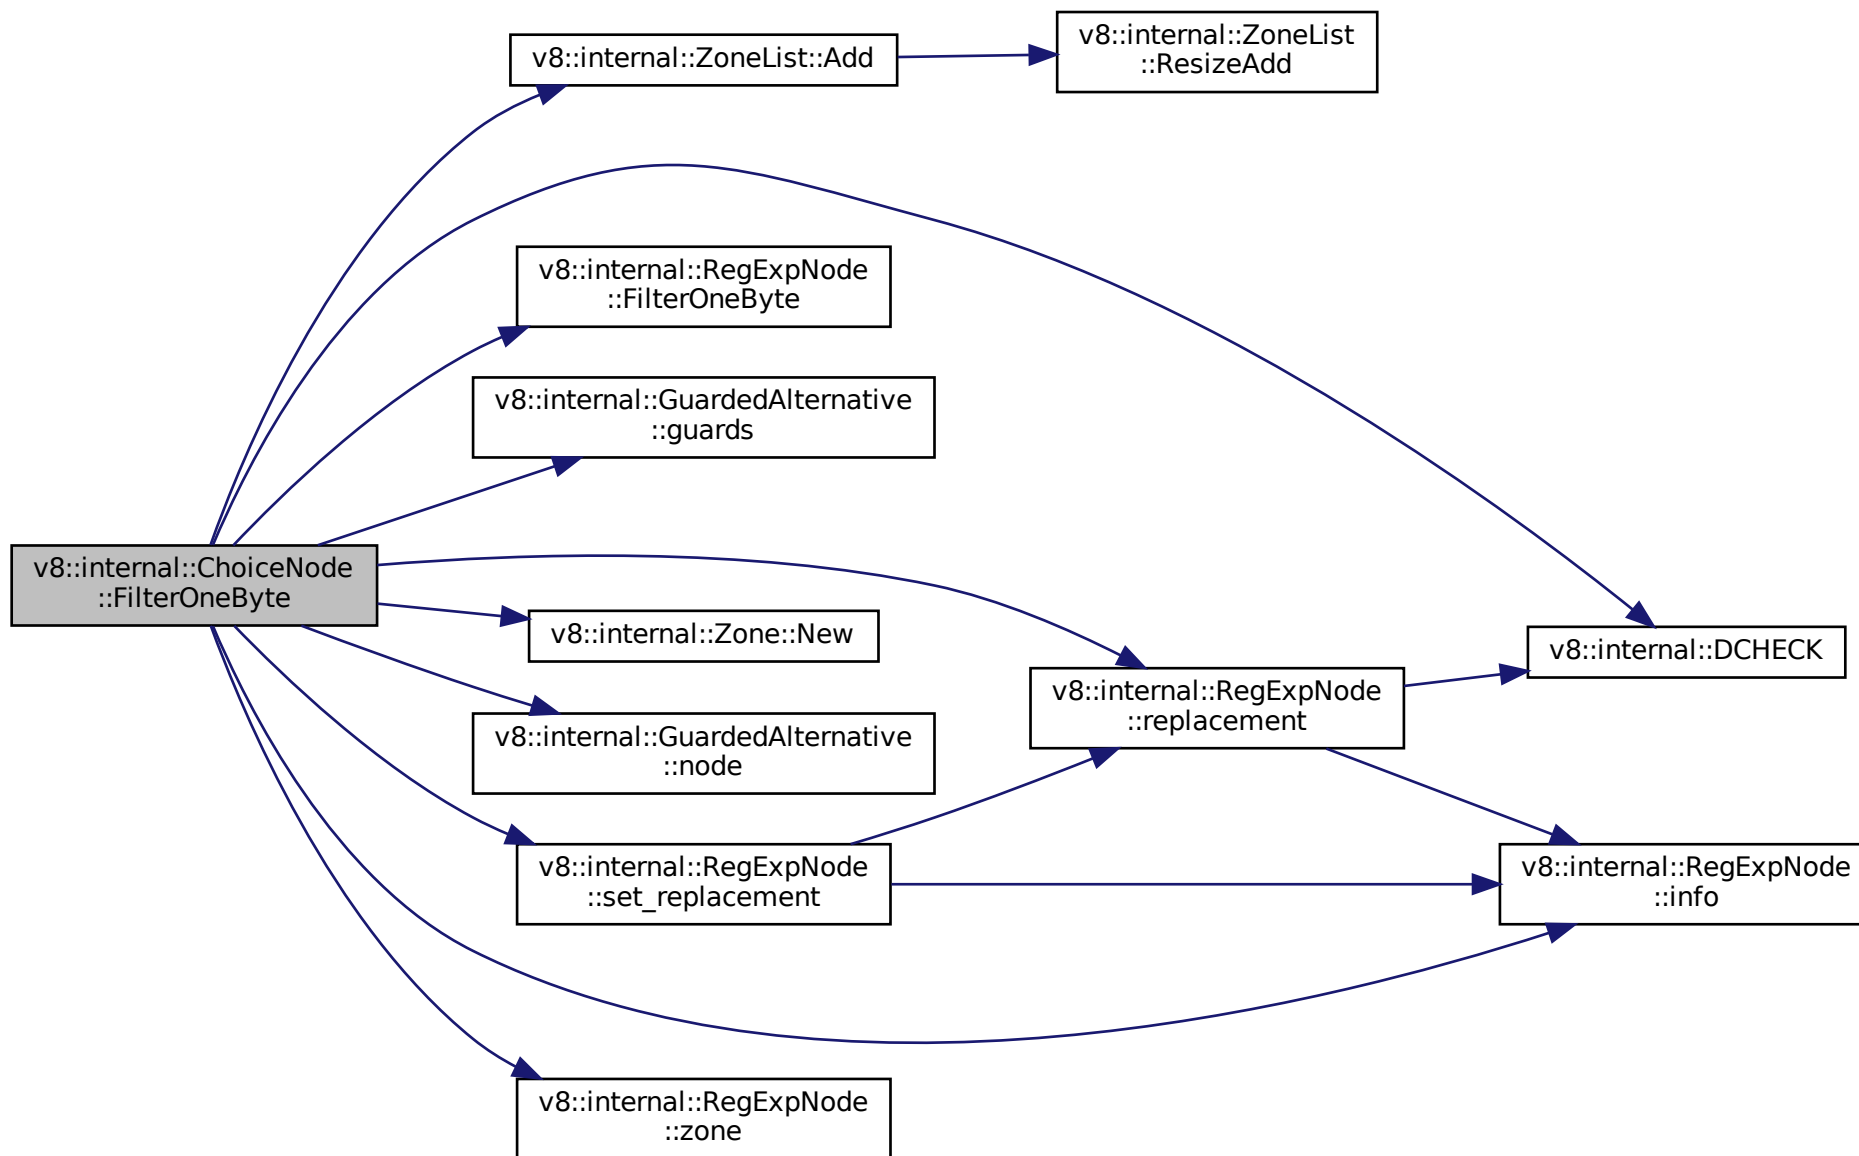 v8::internal::ZoneList::Add
v8::internal::ZoneList
::ResizeAdd
v8::internal::RegExpNode
::FilterOneByte
v8::internal::GuardedAlternative
::guards
v8::internal::ChoiceNode
::FilterOneByte
v8::internal::Zone::New
v8::internal::DCHECK
v8::internal::RegExpNode
::replacement
v8::internal::GuardedAlternative
::node
v8::internal::RegExpNode
::set_replacement
v8::internal::RegExpNode
::info
v8::internal::RegExpNode
::zone